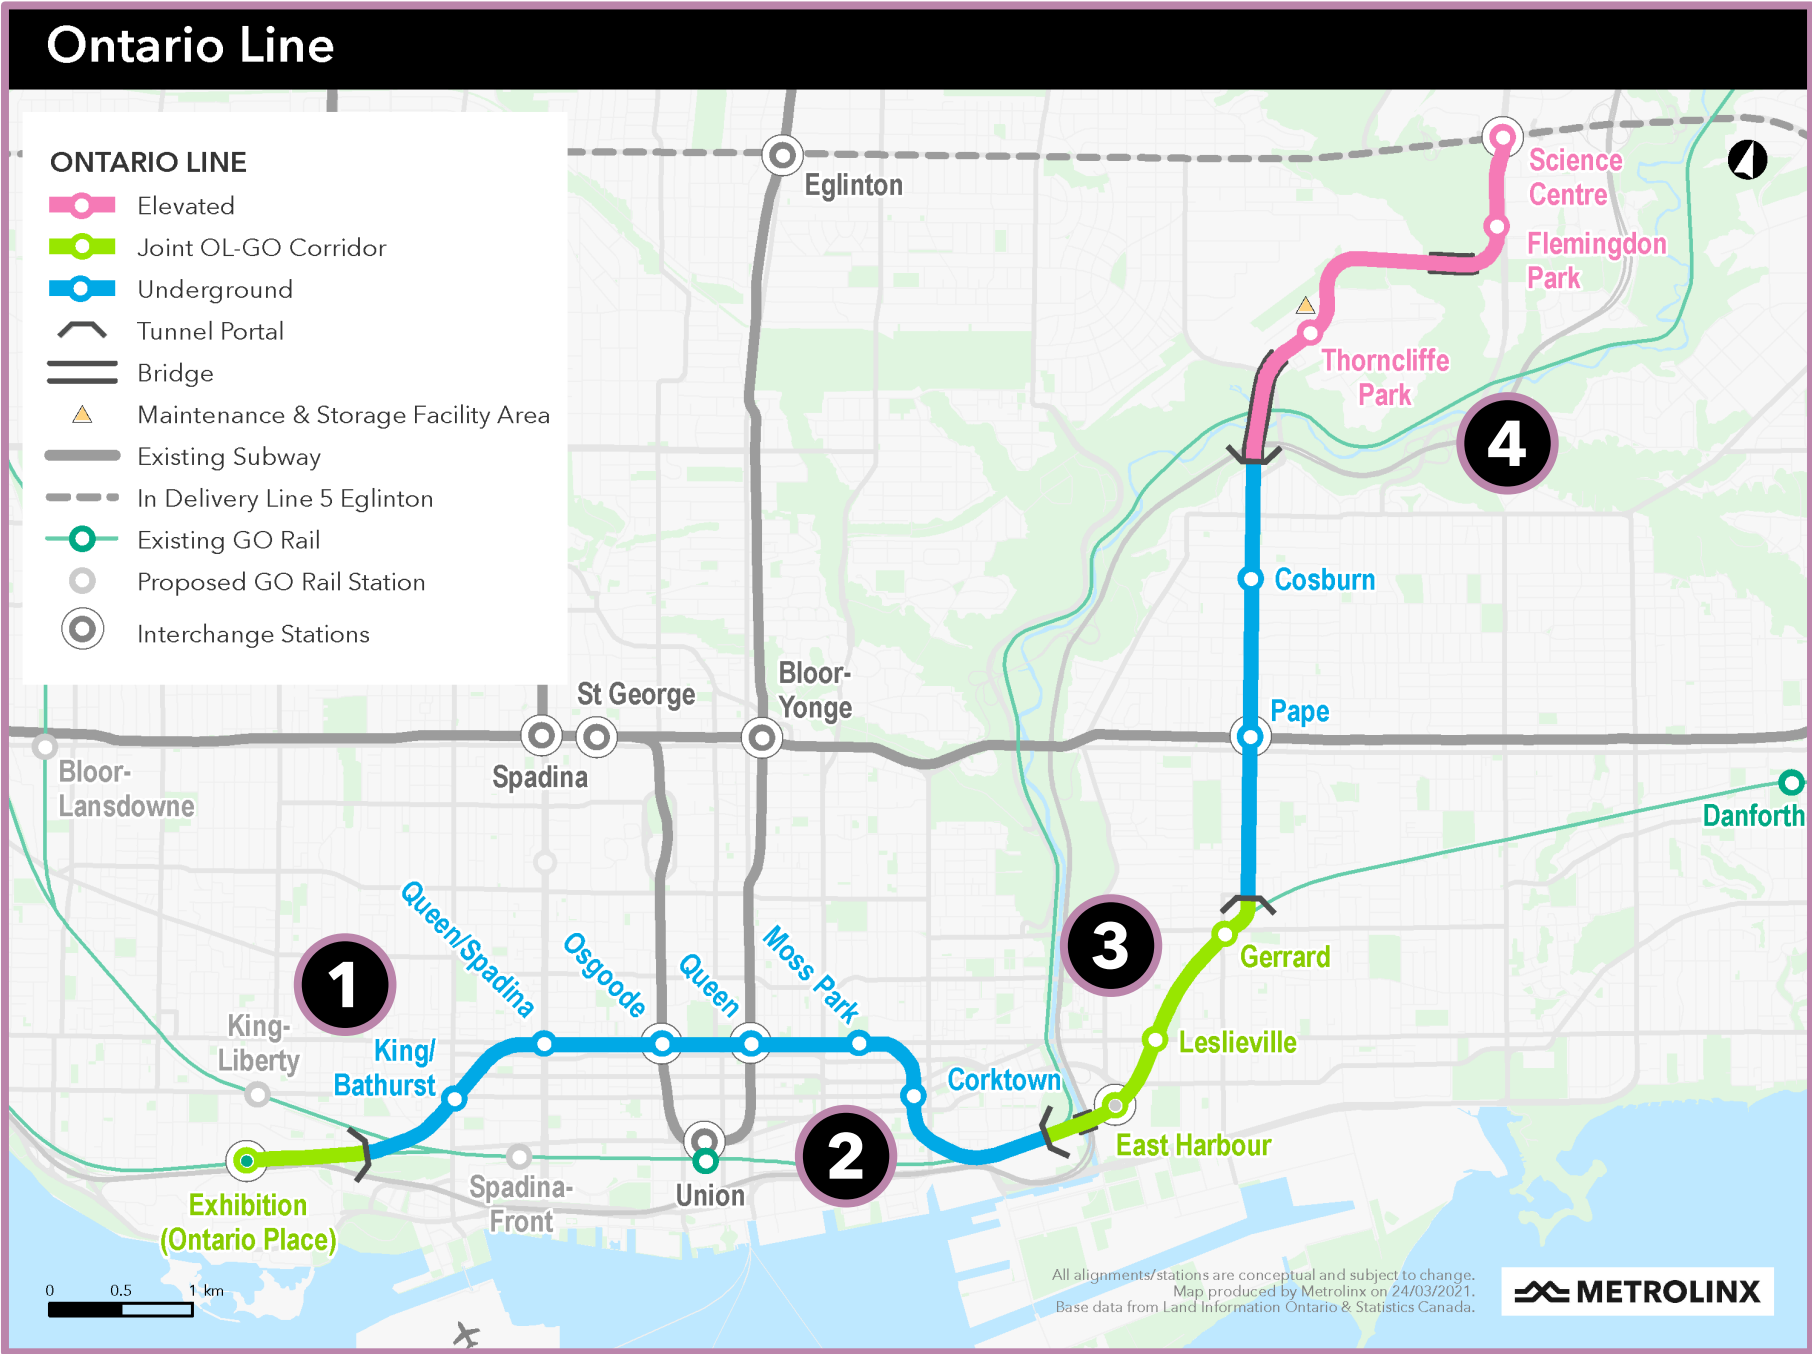 Ontario Line
ONTARIO LINE
Elevated
Joint OL-GO Corridor
Underground
Tunnel Portal
Bridge
Maintenance & Storage Facility Area
Existing Subway
In Delivery Line 5 Eglinton
Existing GO Rail
Proposed GO Rail Station
Interchange Stations
Eglinton
Science
Centre
Flemingdon
Park
Thorncliffe
Park
4
Cosburn
St George
Bloor-
Yonge
Pape
Spadina
Bloor-
Lansdowne
Danforth
Queen/Spadina
Osgoode
Queen
Moss Park
3
Gerrard
1
King-
Liberty
King/
Bathurst
Leslieville
Corktown
East Harbour
2
Exhibition
(Ontario Place)
Spadina-
Front
Union
0 0.5 1 km
All alignments/stations are conceptual and subject to change.
Map produced by Metrolinx on 24/03/2021.
Base data from Land Information Ontario & Statistics Canada.
METROLINX